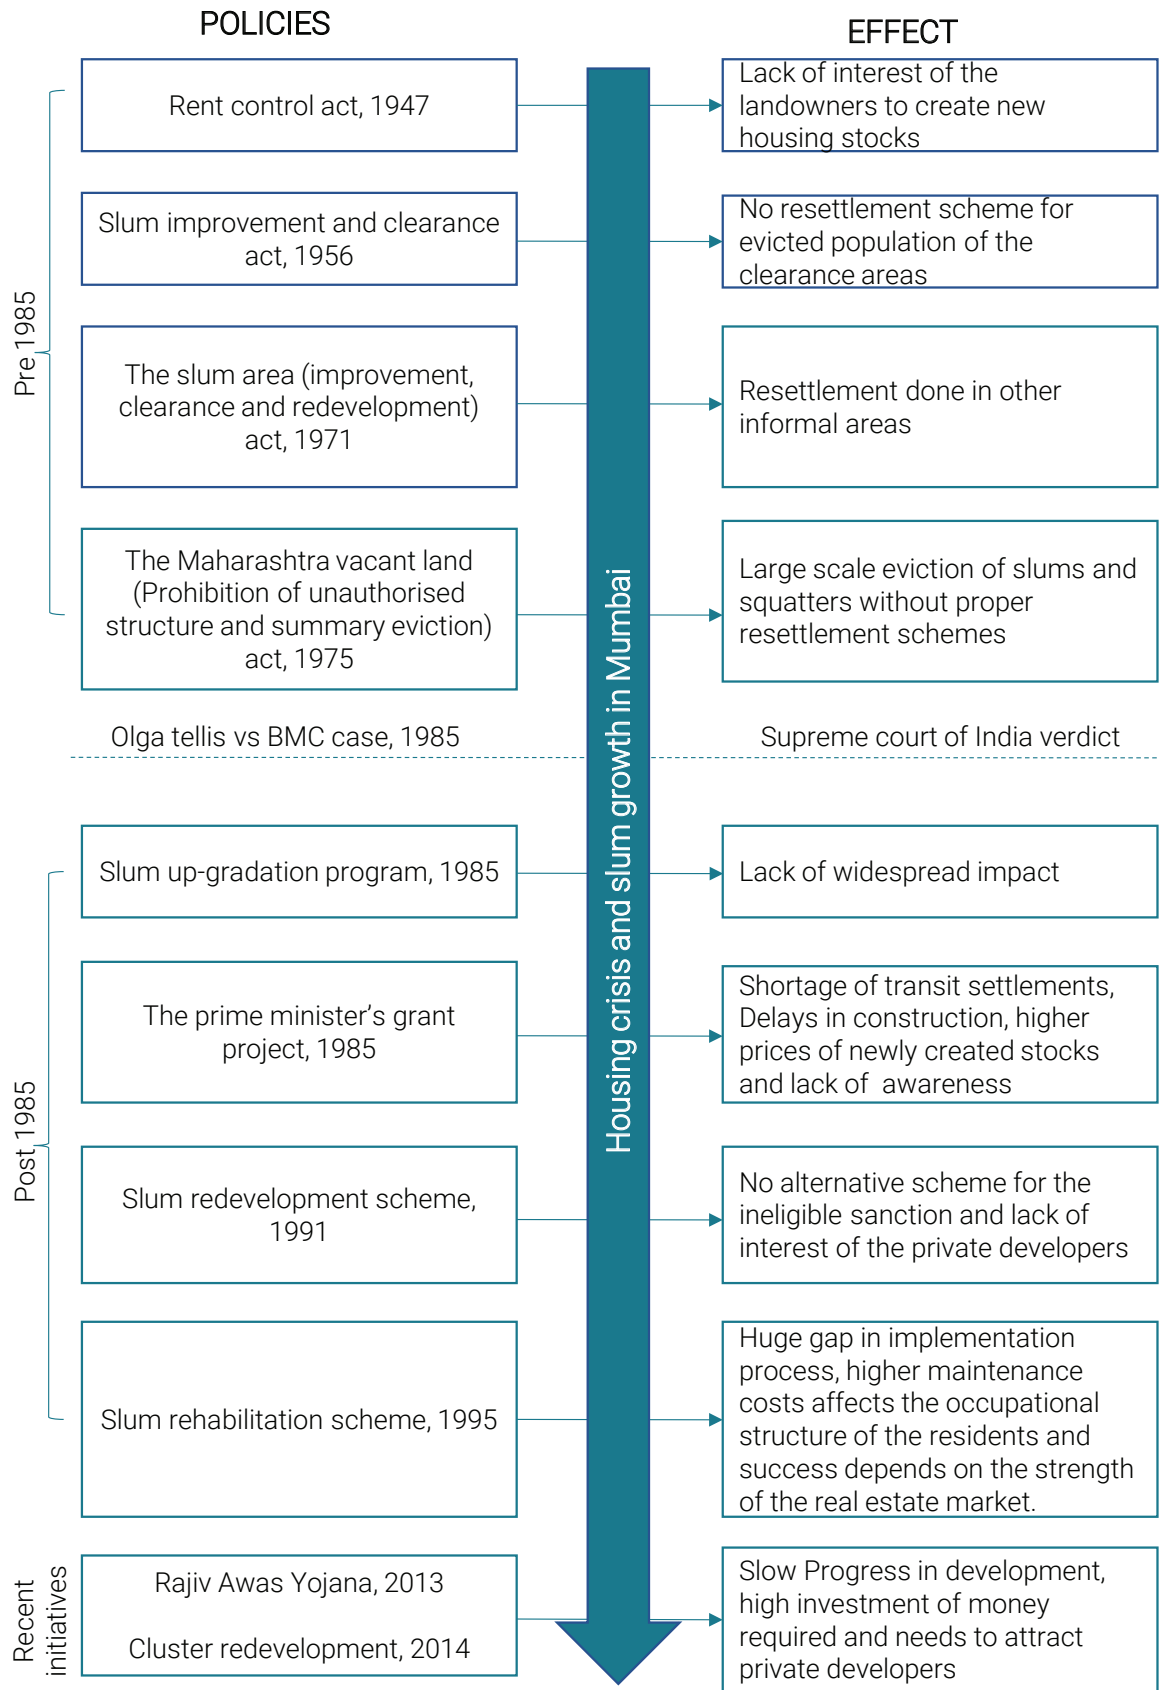 POLICIES
EFFECT
Pre 1985
Rent control act, 1947
Lack of interest of the
landowners to create new
housing stocks
Slum improvement and clearance
act, 1956
No resettlement scheme for
evicted population of the
clearance areas
The slum area (improvement,
clearance and redevelopment)
act, 1971
Resettlement done in other
informal areas
The Maharashtra vacant land
(Prohibition of unauthorised
structure and summary eviction)
act, 1975
Large scale eviction of slums and
squatters without proper
resettlement schemes
Housing crisis and slum growth in Mumbai
Olga tellis vs BMC case, 1985
Supreme court of India verdict
Post 1985
Slum up-gradation program, 1985
Lack of widespread impact
The prime minister’s grant
project, 1985
Shortage of transit settlements,
Delays in construction, higher
prices of newly created stocks
and lack of  awareness
Slum redevelopment scheme,
1991
No alternative scheme for the
ineligible sanction and lack of
interest of the private developers
Slum rehabilitation scheme, 1995
Huge gap in implementation
process, higher maintenance
costs affects the occupational
structure of the residents and
success depends on the strength
of the real estate market.
Recent
initiatives
Rajiv Awas Yojana, 2013
Cluster redevelopment, 2014
Slow Progress in development,
high investment of money
required and needs to attract
private developers